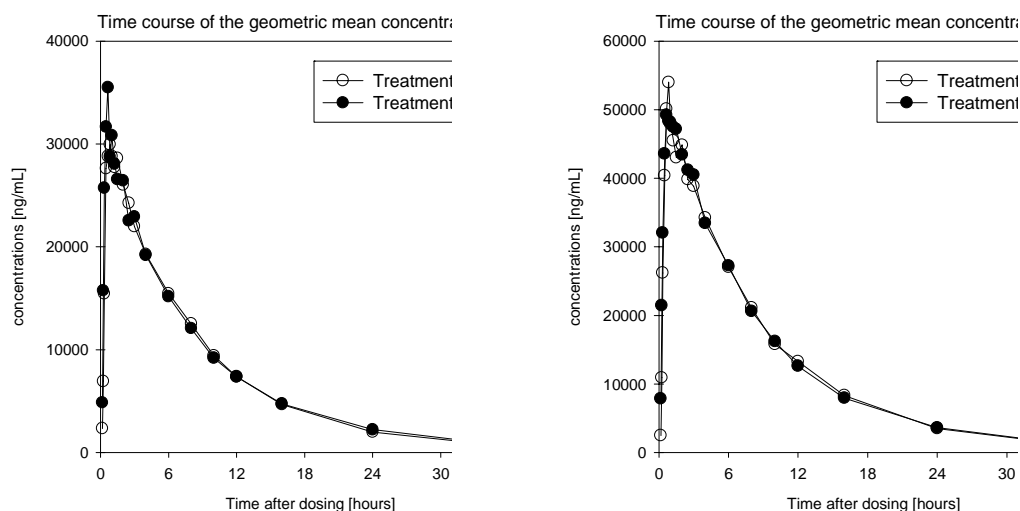 Time course of the geometric mean concentra
40000
30000
20000
10000
0
concentrations [ng/mL]
Treatment
Treatment
0 6 12 18 24 30
Time after dosing [hours]
Time course of the geometric mean concentra
60000
50000
40000
30000
20000
10000
0
concentrations [ng/mL]
Treatment
Treatment
0 6 12 18 24 30
Time after dosing [hours]